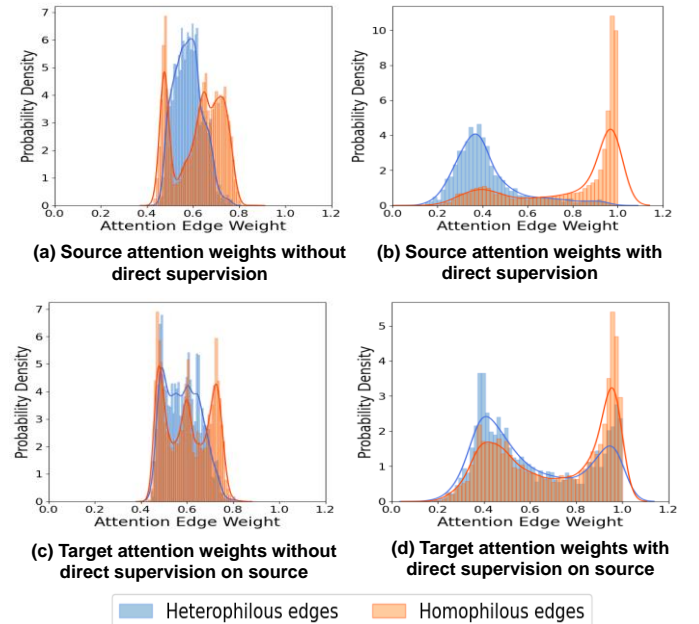 7
6
5
4
3
2
1
0
0.0 0.2 0.4 0.6 0.8 1.0 1.2
Probability Density
Attention Edge Weight
(a) Source attention weights without
direct supervision
10
8
6
4
2
0
0.0 0.2 0.4 0.6 0.8 1.0 1.2
Probability Density
Attention Edge Weight
(b) Source attention weights with
direct supervision
7
6
5
4
3
2
1
0
0.0 0.2 0.4 0.6 0.8 1.0 1.2
Probability Density
Attention Edge Weight
(c) Target attention weights without
direct supervision on source
5
4
3
2
1
0
0.0 0.2 0.4 0.6 0.8 1.0 1.2
Probability Density
Attention Edge Weight
(d) Target attention weights with
direct supervision on source
Heterophilous edges Homophilous edges